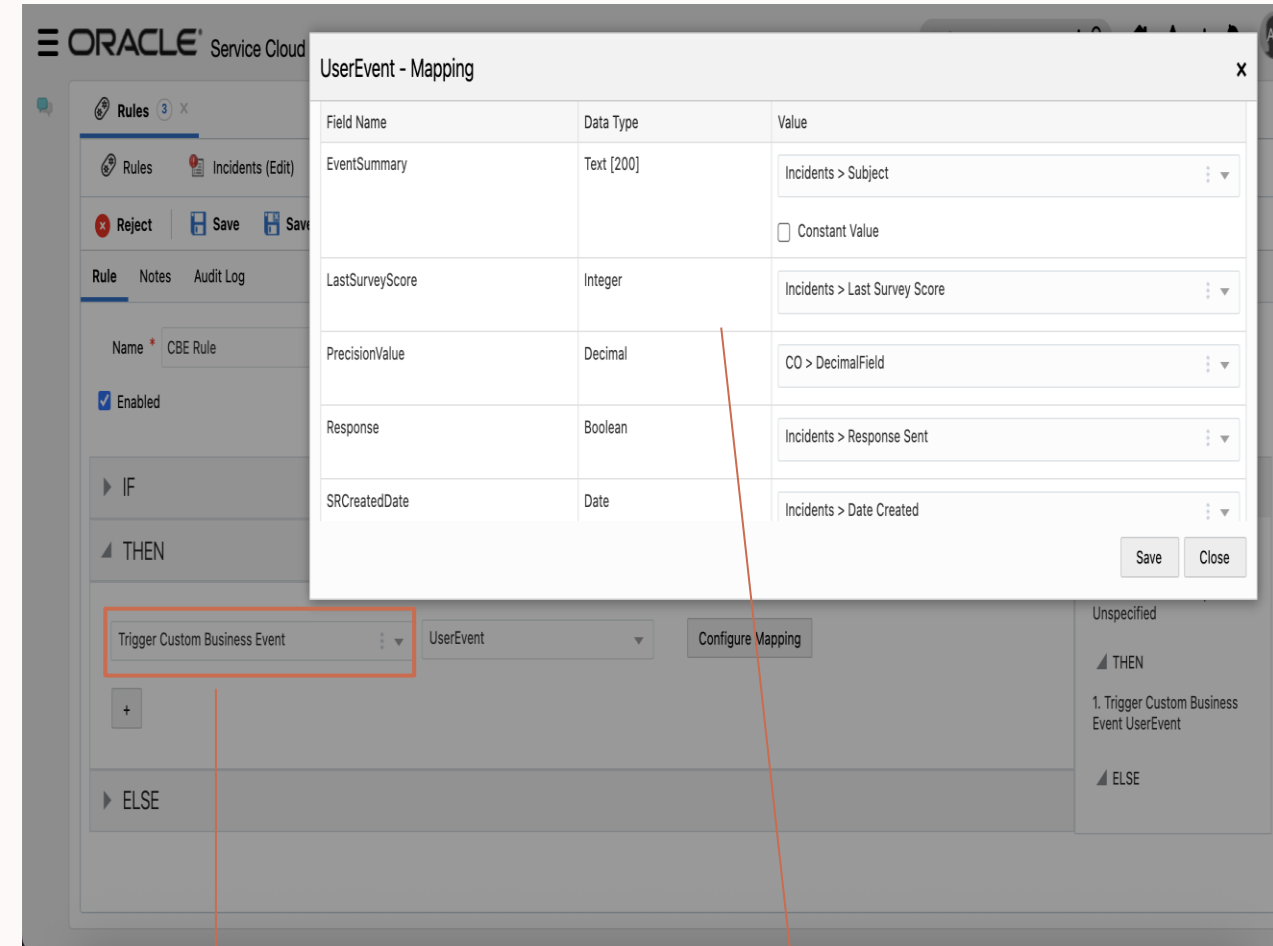 ORACLE Service Cloud
UserEvent - Mapping
x
Rules 3 ×
Rules Incidents (Edit)
Reject Save Save
Rule Notes Audit Log
Name * CBE Rule
Enabled
IF
THEN
Trigger Custom Business Event UserEvent Configure Mapping
+
ELSE
Field Name Data Type Value
EventSummary Text [200] Incidents > Subject
Constant Value
LastSurveyScore Integer Incidents > Last Survey Score
PrecisionValue Decimal CO > DecimalField
Response Boolean Incidents > Response Sent
SRCreatedDate Date Incidents > Date Created
Save Close
Unspecified
THEN
1. Trigger Custom Business
Event UserEvent
ELSE